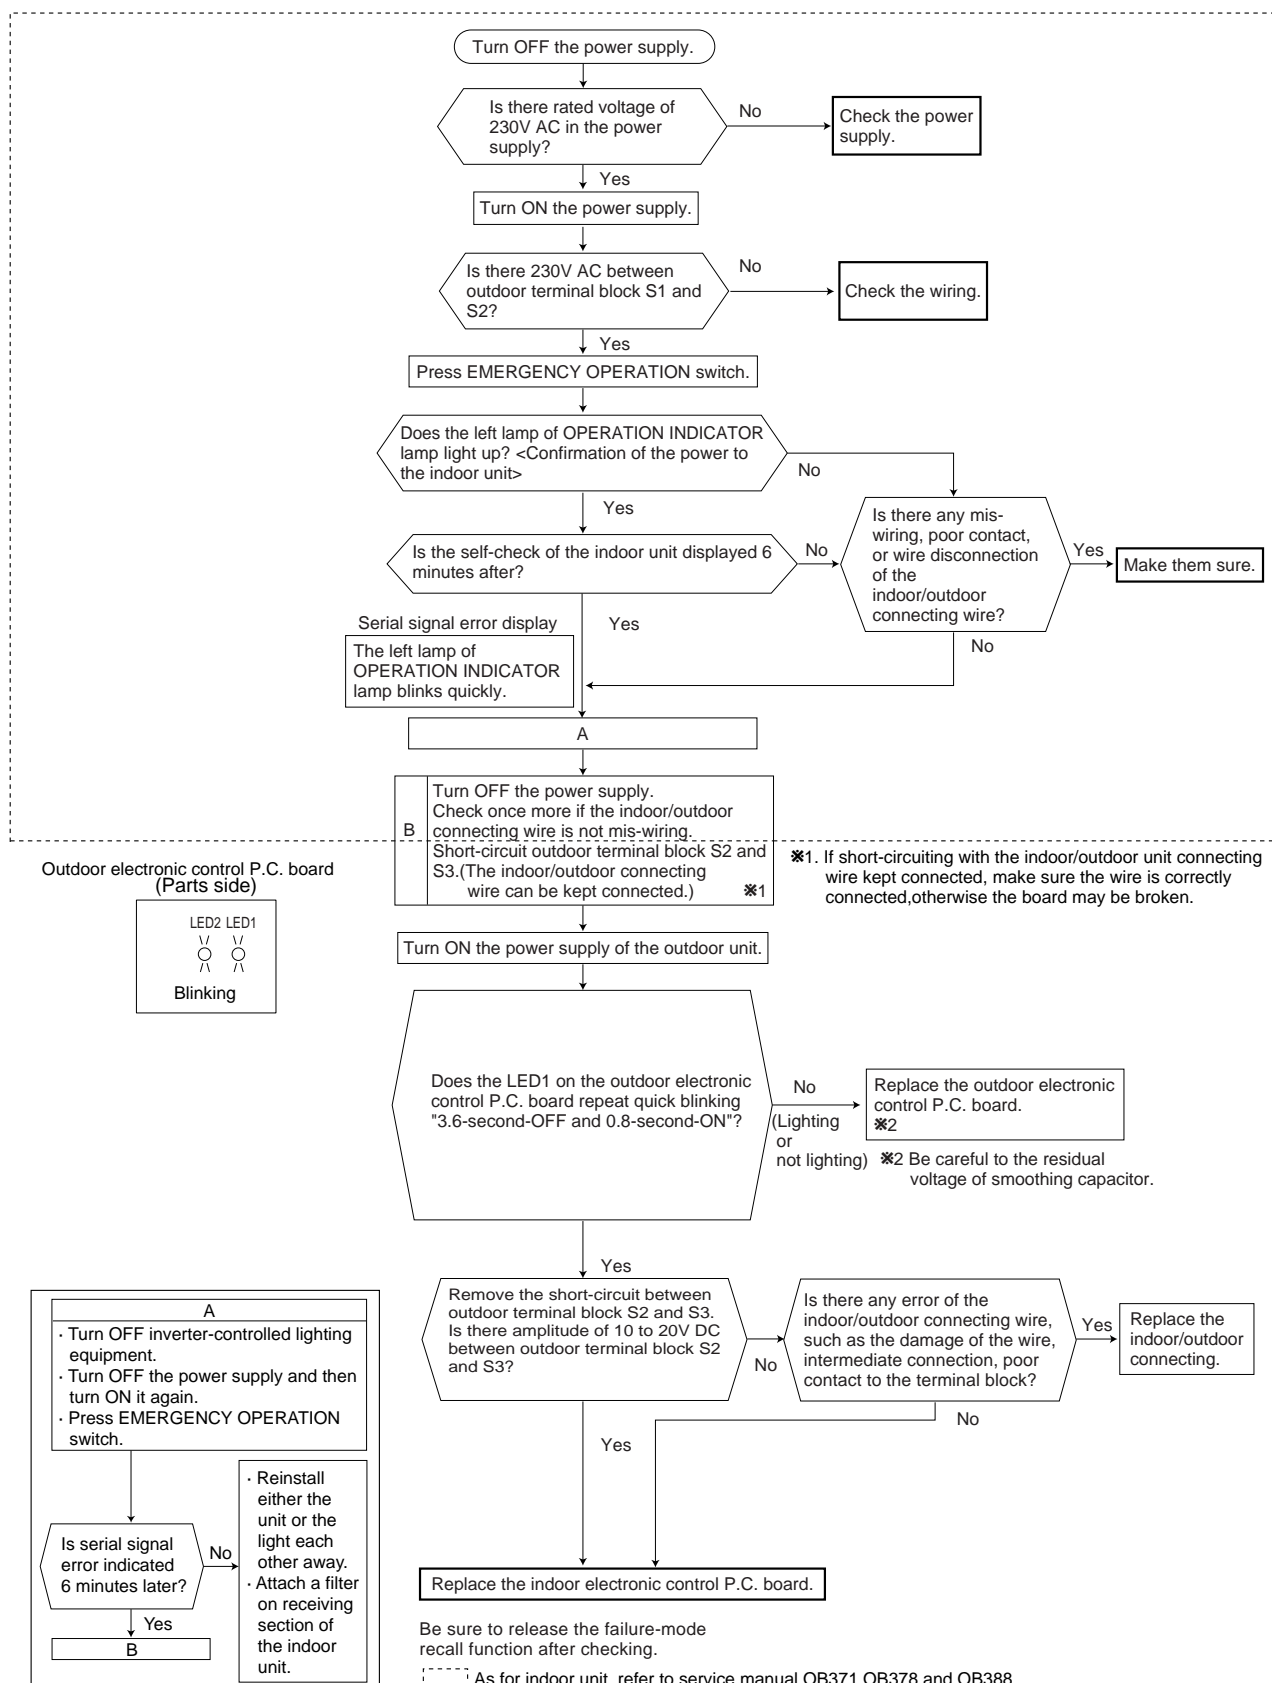 Turn OFF the power supply.
Is there rated voltage of
230V AC in the power
supply?
No
Check the power
supply.
Yes
Turn ON the power supply.
Is there 230V AC between
outdoor terminal block S1 and
S2?
No
Check the wiring.
Yes
Press EMERGENCY OPERATION switch.
Does the left lamp of OPERATION INDICATOR
lamp light up? <Confirmation of the power to
the indoor unit>
No
Yes
Is there any mis-
wiring, poor contact,
or wire disconnection
of the
indoor/outdoor
connecting wire?
Yes
Make them sure.
Is the self-check of the indoor unit displayed 6
minutes after?
No
Serial signal error display
Yes
No
The left lamp of
OPERATION INDICATOR
lamp blinks quickly.
A
B
Turn OFF the power supply.
Check once more if the indoor/outdoor
connecting wire is not mis-wiring.
Short-circuit outdoor terminal block S2 and
S3.(The indoor/outdoor connecting
wire can be kept connected.) ※1
※1. If short-circuiting with the indoor/outdoor unit connecting
wire kept connected, make sure the wire is correctly
connected,otherwise the board may be broken.
Outdoor electronic control P.C. board
(Parts side)
LED2 LED1
Blinking
Turn ON the power supply of the outdoor unit.
Does the LED1 on the outdoor electronic
control P.C. board repeat quick blinking
"3.6-second-OFF and 0.8-second-ON"?
No
(Lighting
or
not lighting)
Replace the outdoor electronic
control P.C. board.
※2
※2 Be careful to the residual
voltage of smoothing capacitor.
Yes
Remove the short-circuit between
outdoor terminal block S2 and S3.
Is there amplitude of 10 to 20V DC
between outdoor terminal block S2
and S3?
No
Is there any error of the
indoor/outdoor connecting wire,
such as the damage of the wire,
intermediate connection, poor
contact to the terminal block?
Yes
Replace the
indoor/outdoor
connecting.
No
Yes
A
· Turn OFF inverter-controlled lighting
equipment.
· Turn OFF the power supply and then
turn ON it again.
· Press EMERGENCY OPERATION
switch.
Is serial signal
error indicated
6 minutes later?
No
· Reinstall
either the
unit or the
light each
other away.
· Attach a filter
on receiving
section of
the indoor
unit.
Yes
B
Replace the indoor electronic control P.C. board.
Be sure to release the failure-mode
recall function after checking.
As for indoor unit, refer to service manual OB371,OB378 and OB388